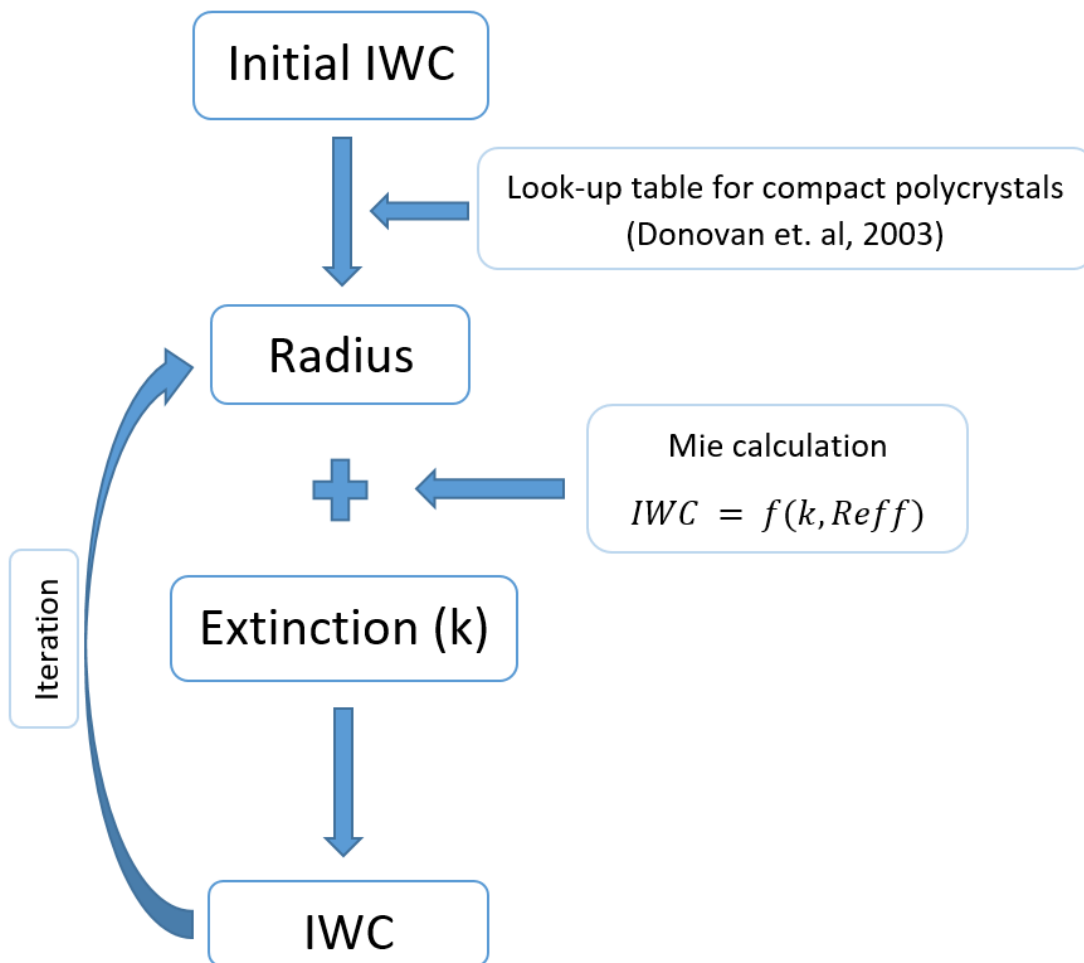 Initial IWC
Look-up table for compact polycrystals
(Donovan et. al, 2003)
Radius
Mie calculation
IWC = f(k, Reff)
Iteration
Extinction (k)
IWC